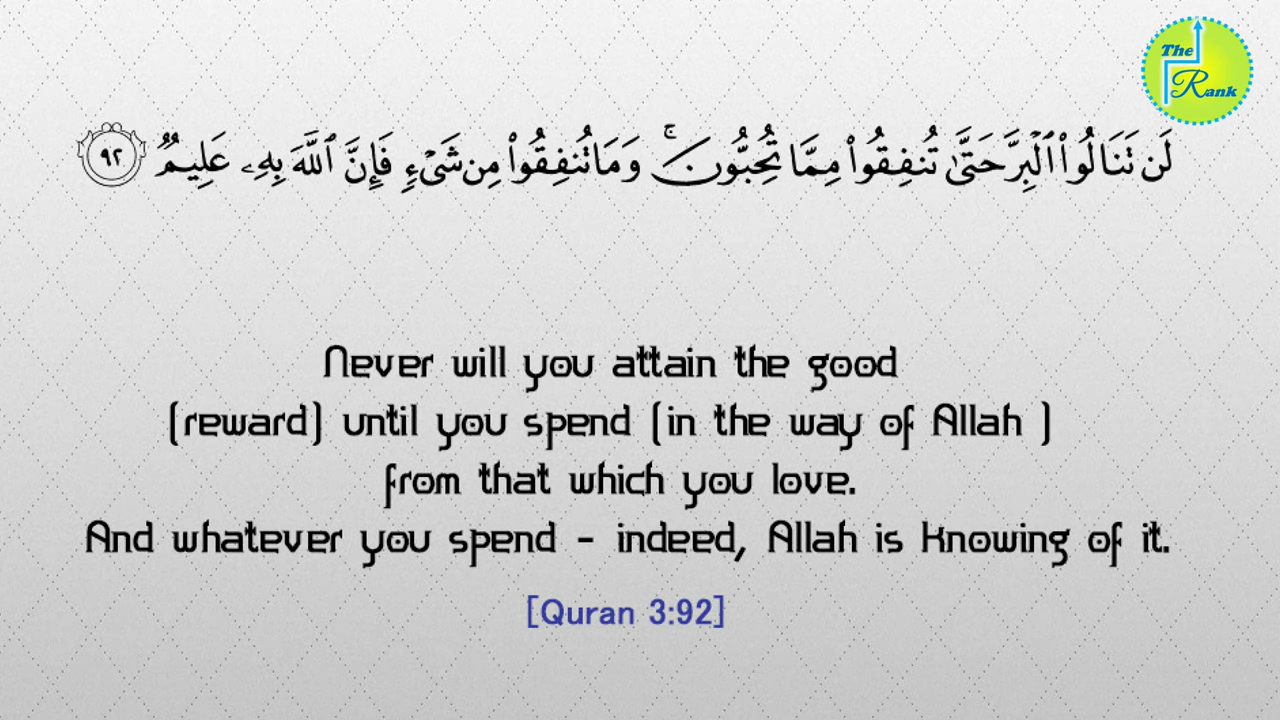 The
Rank
لَن تَنَالُوا۟ ٱلْبِرَّ حَتَّىٰ تُنفِقُوا۟ مِمَّا تُحِبُّونَ ۚ وَمَا تُنفِقُوا۟ مِن شَىْءٍ فَإِنَّ ٱللَّهَ بِهِۦ عَلِيمٌ ٩٢
Never will you attain the good
(reward) until you spend (in the way of Allah )
from that which you love.
And whatever you spend - indeed, Allah is knowing of it.
[Quran 3:92]